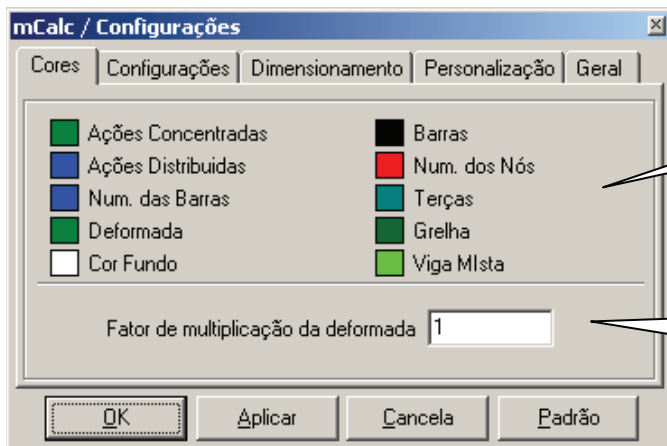 mCalc / Configurações
Cores Configurações Dimensionamento Personalização Geral
Ações Concentradas Barras
Ações Distribuidas Num. dos Nós
Num. das Barras Terças
Deformada Grelha
Cor Fundo Viga MIsta
Fator de multiplicação da deformada 1
OK Aplicar Cancela Padrão